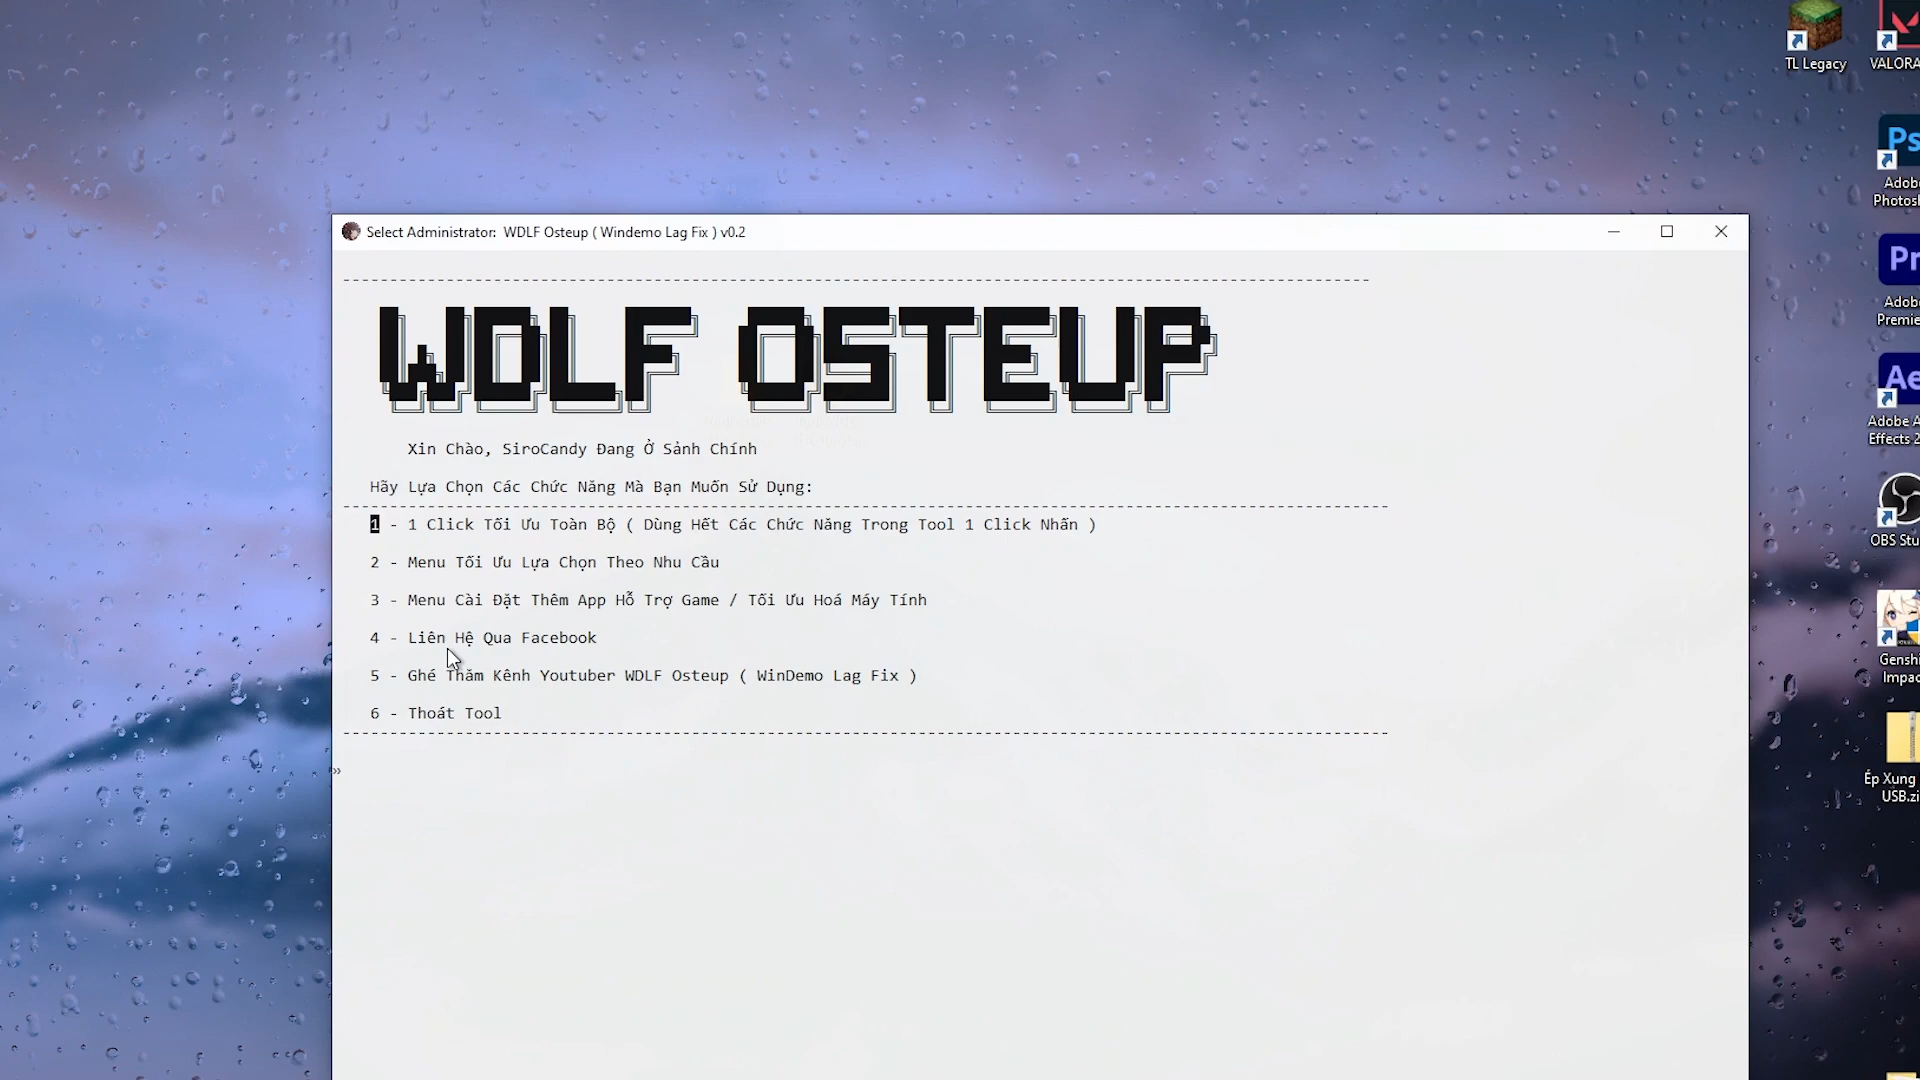 TL Legacy
VALORA
Ps
Adob
Photosh
Select Administrator:  WDLF Osteup ( Windemo Lag Fix ) v0.2
Pr
Adob
Premie
WDLF OSTEUP
Ae
Adobe A
Effects 2
Xin Chào, SiroCandy Đang Ở Sảnh Chính
Hãy Lựa Chọn Các Chức Năng Mà Bạn Muốn Sử Dụng:
1 - 1 Click Tối Ưu Toàn Bộ ( Dùng Hết Các Chức Năng Trong Tool 1 Click Nhấn )
OBS Stu
2 - Menu Tối Ưu Lựa Chọn Theo Nhu Cầu
3 - Menu Cài Đặt Thêm App Hỗ Trợ Game / Tối Ưu Hoá Máy Tính
4 - Liên Hệ Qua Facebook
Genshi
Impac
5 - Ghé Thăm Kênh Youtuber WDLF Osteup ( WinDemo Lag Fix )
6 - Thoát Tool
»
Ép Xung
USB.zi